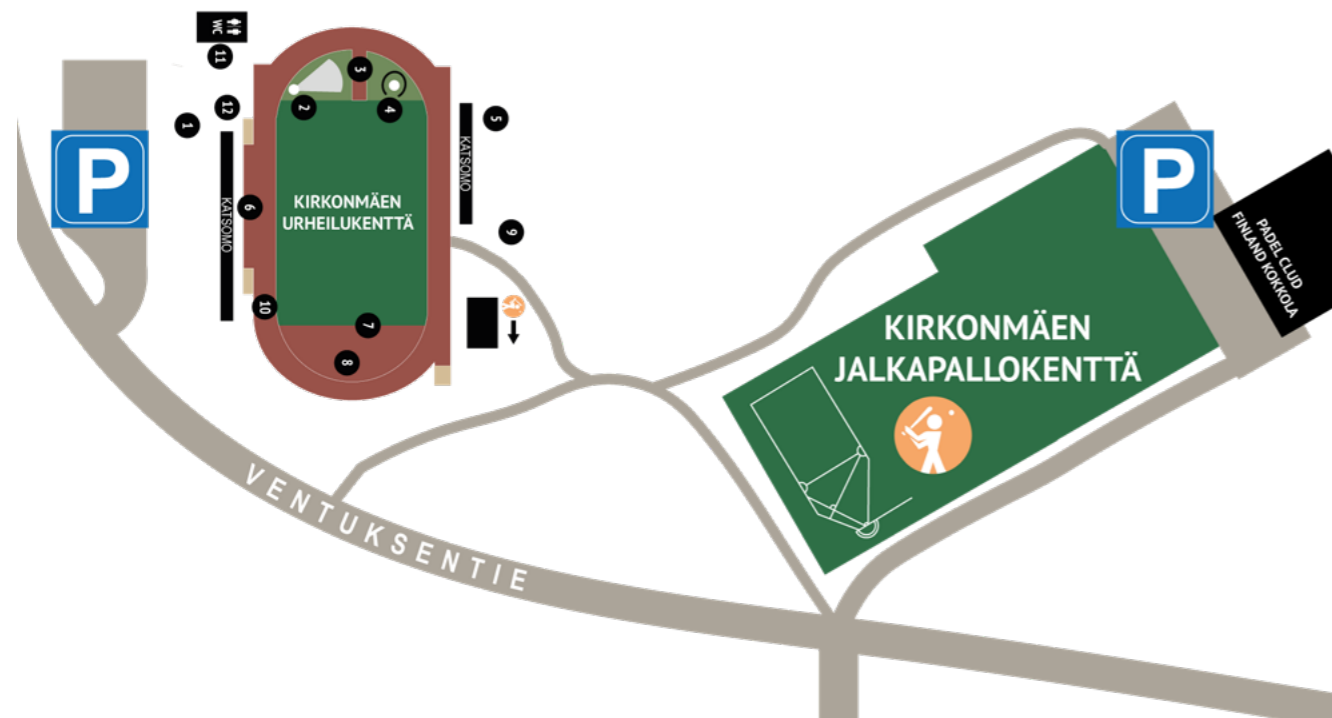 WC
11
3
2
4
12
1
5
P
P
KATSOMO
KATSOMO
6
KIRKONMÄEN
URHEILUKENTTÄ
9
10
7
8
PADEL CLUD
FINLAND KOKKOLA
KIRKONMÄEN
JALKAPALLOKENTTÄ
VENTUKSENTIE